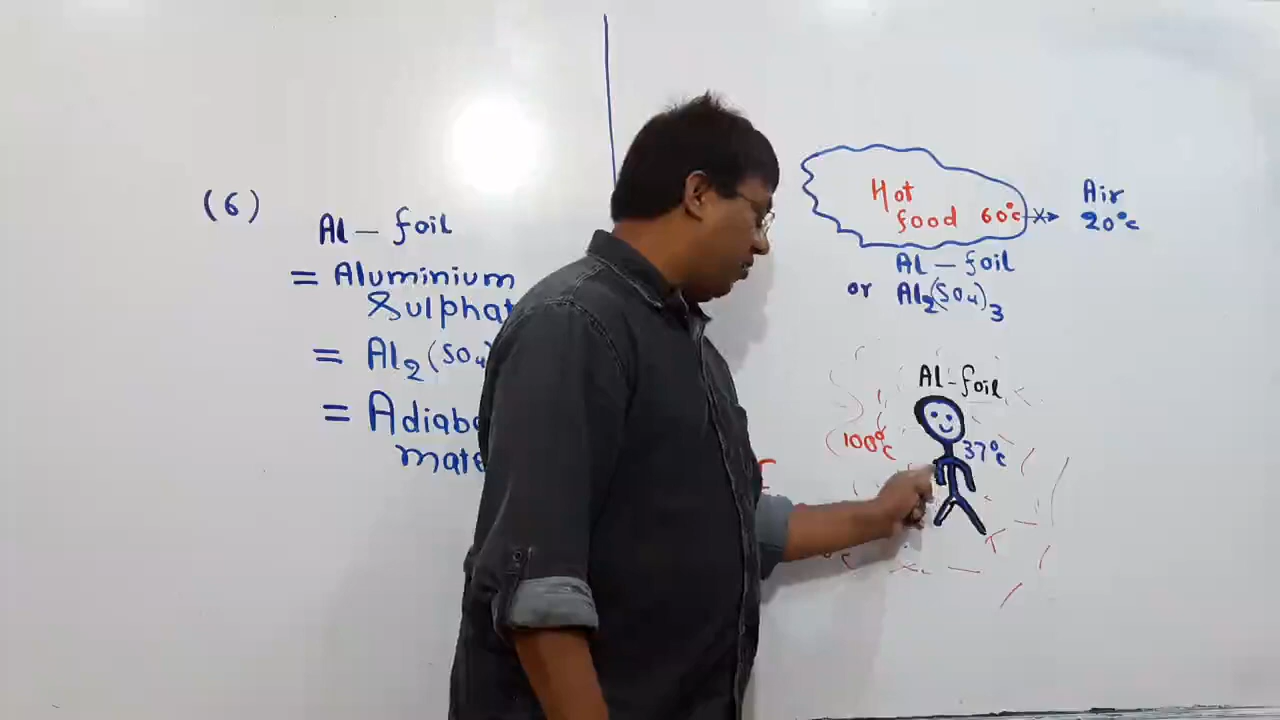 (6)
Al - foil
= Aluminium
Sulphat
= Al2(SO4)
= Adiab
mate
Hot
food 60°c
Air
20°c
Al - foil
or Al2(SO4)3
Al-foil
100°c
37°c